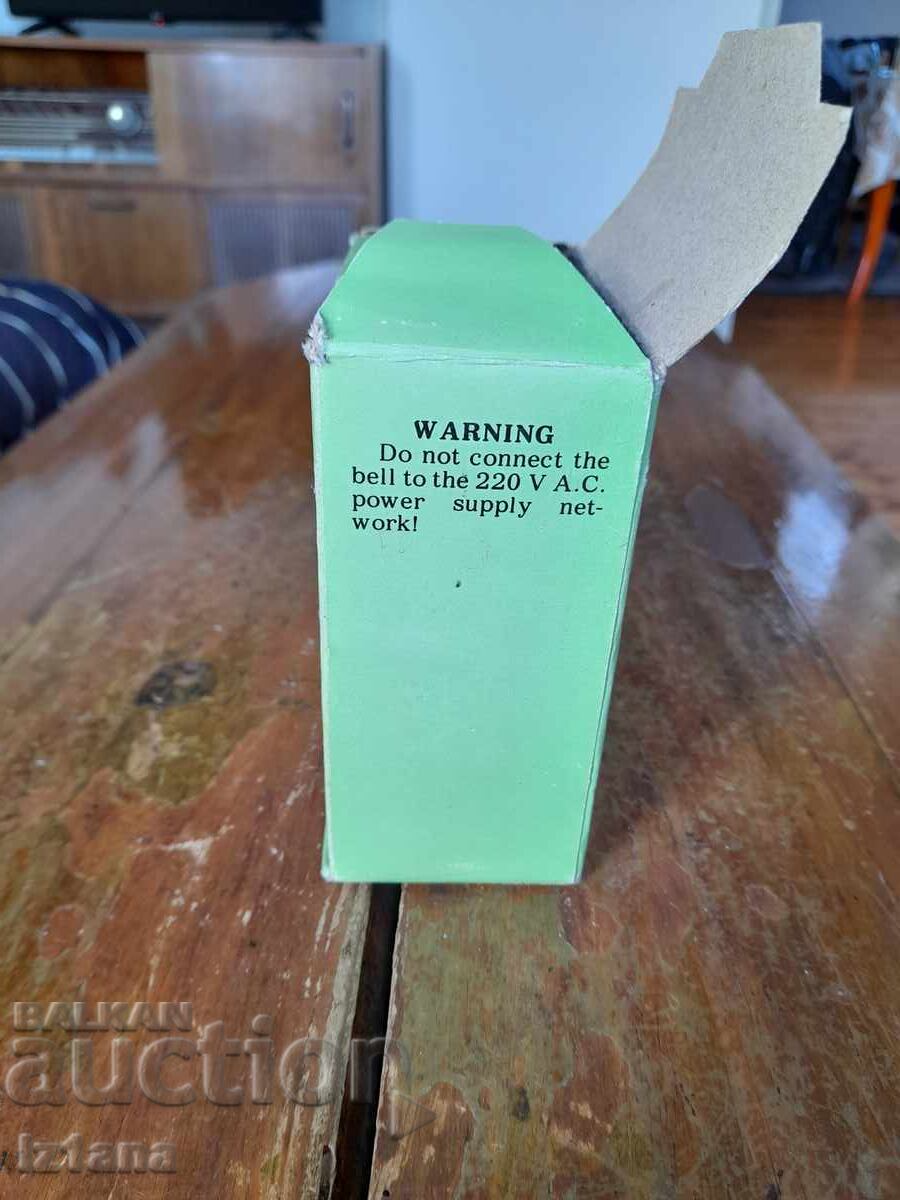 WARNING
Do not connect the
bell to the 220 V A.C.
power supply net-
work!
BALKAN
auction
iztana